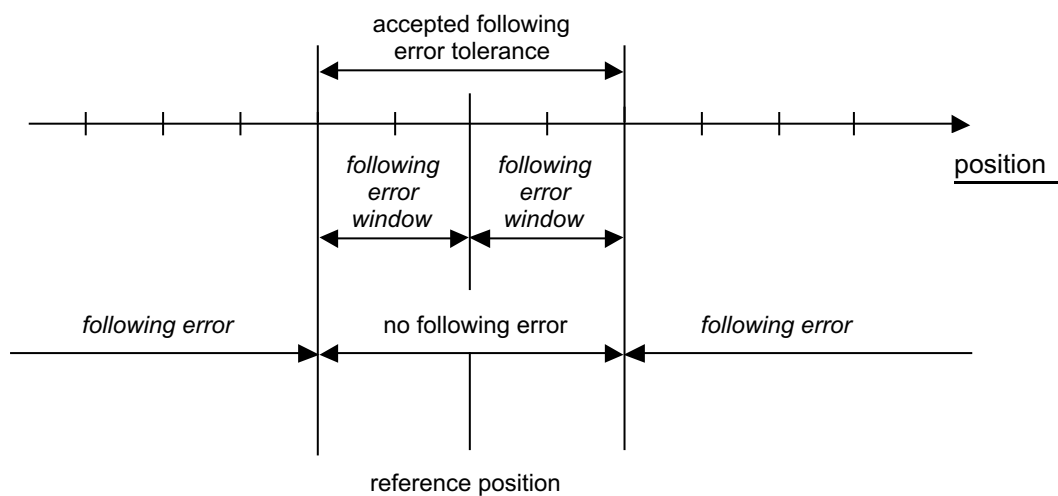 accepted following
error tolerance
position
following
error
window
following
error
window
following error
no following error
following error
reference position